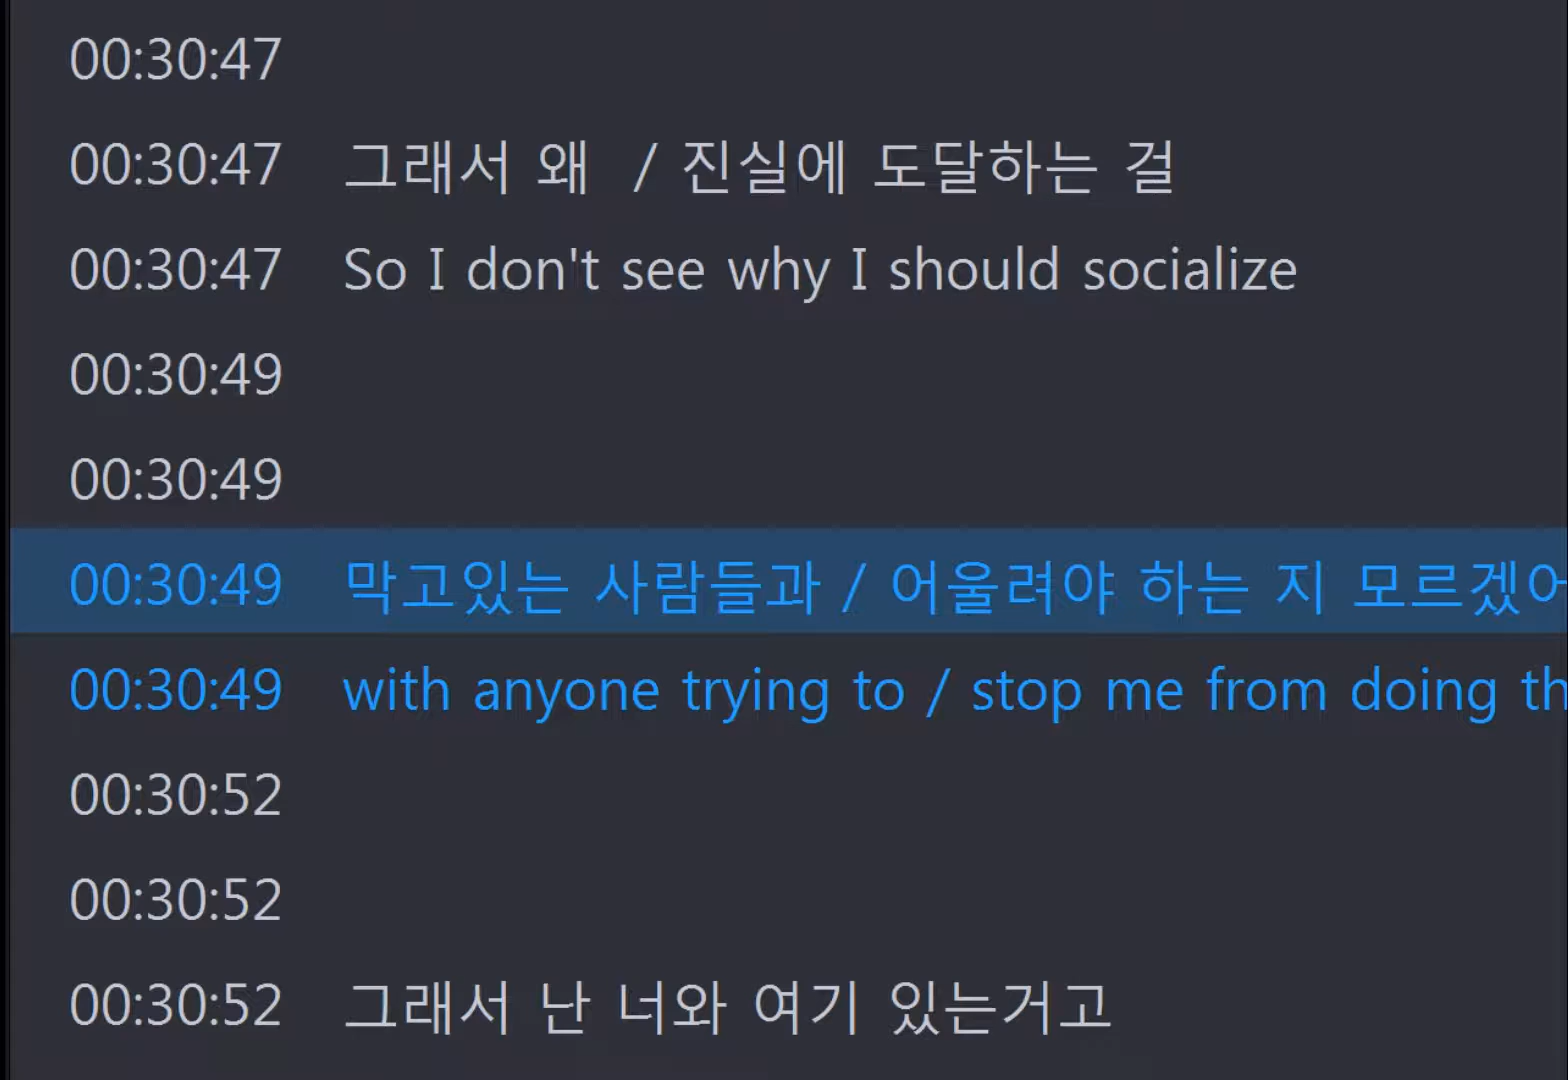 00:30:47
00:30:47 그래서 왜 / 진실에 도달하는 걸
00:30:47 So I don't see why I should socialize
00:30:49
00:30:49
00:30:49 막고있는 사람들과 / 어울려야 하는 지 모르겠어
00:30:49 with anyone trying to / stop me from doing th
00:30:52
00:30:52
00:30:52 그래서 난 너와 여기 있는거고